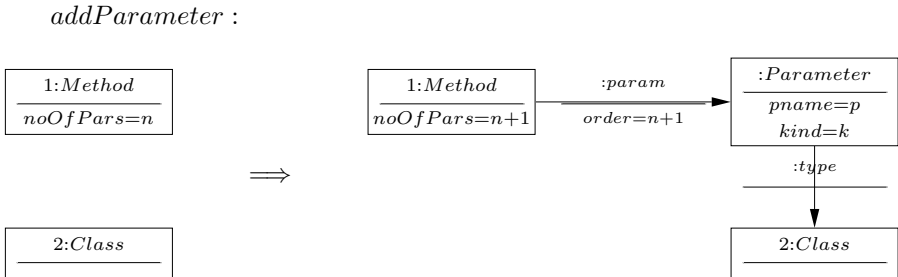 addParameter :
1:Method
noOfPars=n
2:Class
⟹
1:Method
noOfPars=n+1
:param
order=n+1
:Parameter
pname=p
kind=k
:type
2:Class